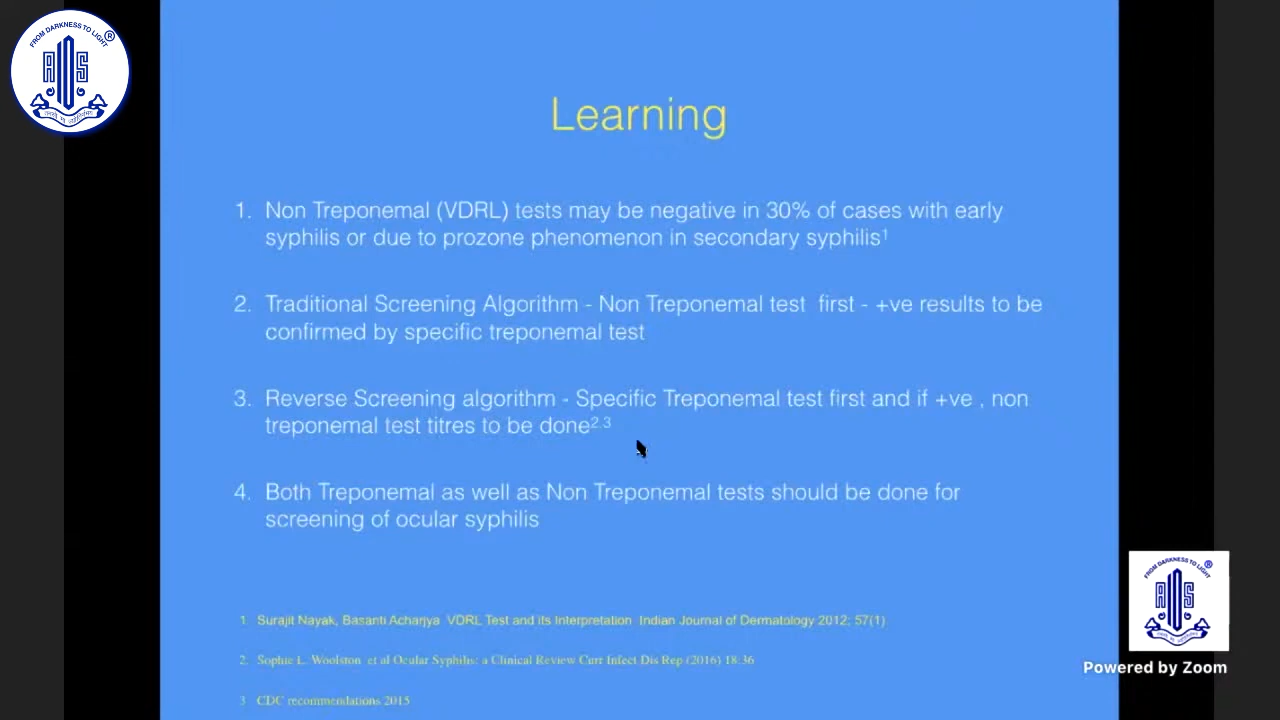 FROM DARKNESS TO LIGHT
®
AIOS
Learning
1. Non Treponemal (VDRL) tests may be negative in 30% of cases with early
syphilis or due to prozone phenomenon in secondary syphilis1
2. Traditional Screening Algorithm - Non Treponemal test first - +ve results to be
confirmed by specific treponemal test
3. Reverse Screening algorithm - Specific Treponemal test first and if +ve , non
treponemal test titres to be done2,3
4. Both Treponemal as well as Non Treponemal tests should be done for
screening of ocular syphilis
1 Surajit Nayak, Basanti Acharjya VDRL Test and its Interpretation Indian Journal of Dermatology 2012; 57(1)
2. Sophie L. Woolston et al Ocular Syphilis: a Clinical Review Curr Infect Dis Rep (2016) 18:36
3 CDC recommendations 2015
FROM DARKNESS TO LIGHT
®
AIOS
Powered by Zoom